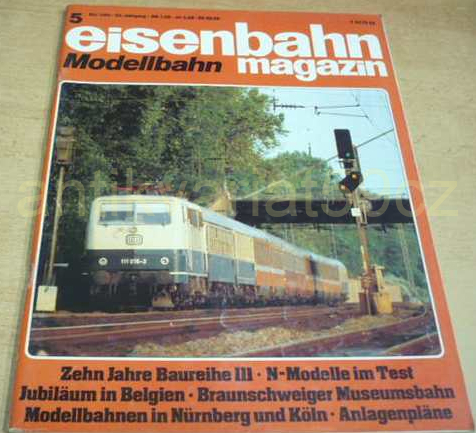 5
eisenbahn
Modellbahn magazin
DB
Zehn Jahre Baureihe 111 · N-Modelle im Test
Jubiläum in Belgien · Braunschweiger Museumsbahn
Modellbahnen in Nürnberg und Köln · Anlagenpläne